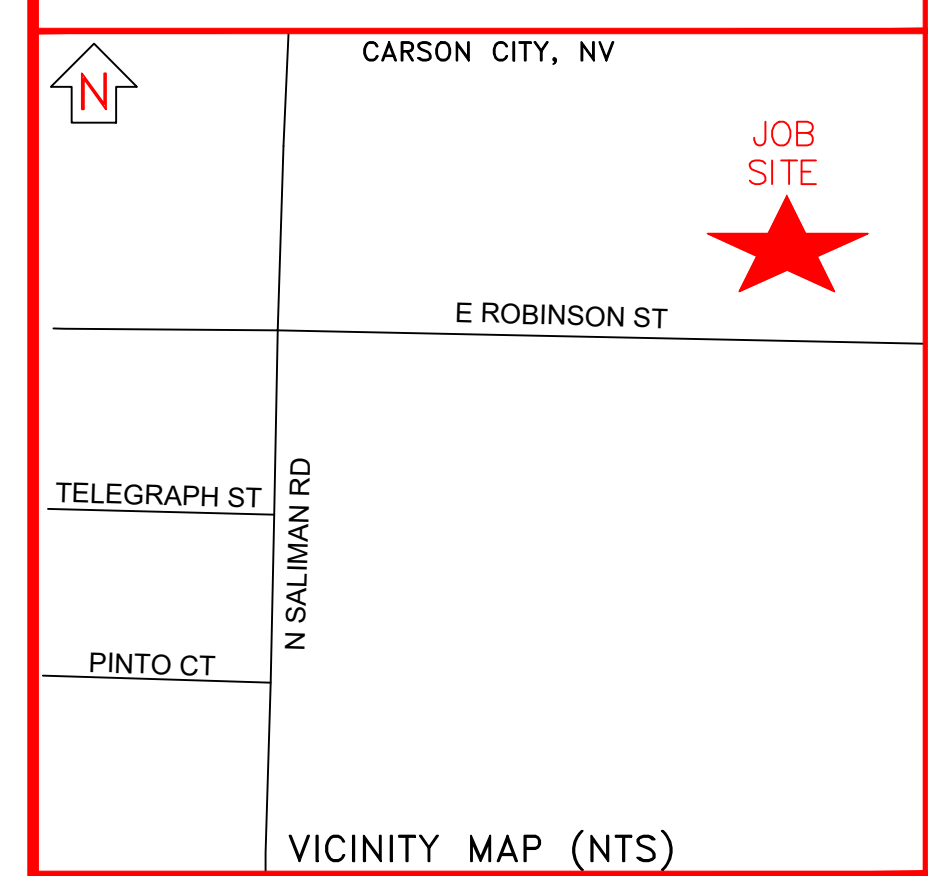 CARSON CITY, NV
N
JOB
SITE
E ROBINSON ST
TELEGRAPH ST
N SALIMAN RD
PINTO CT
VICINITY MAP (NTS)